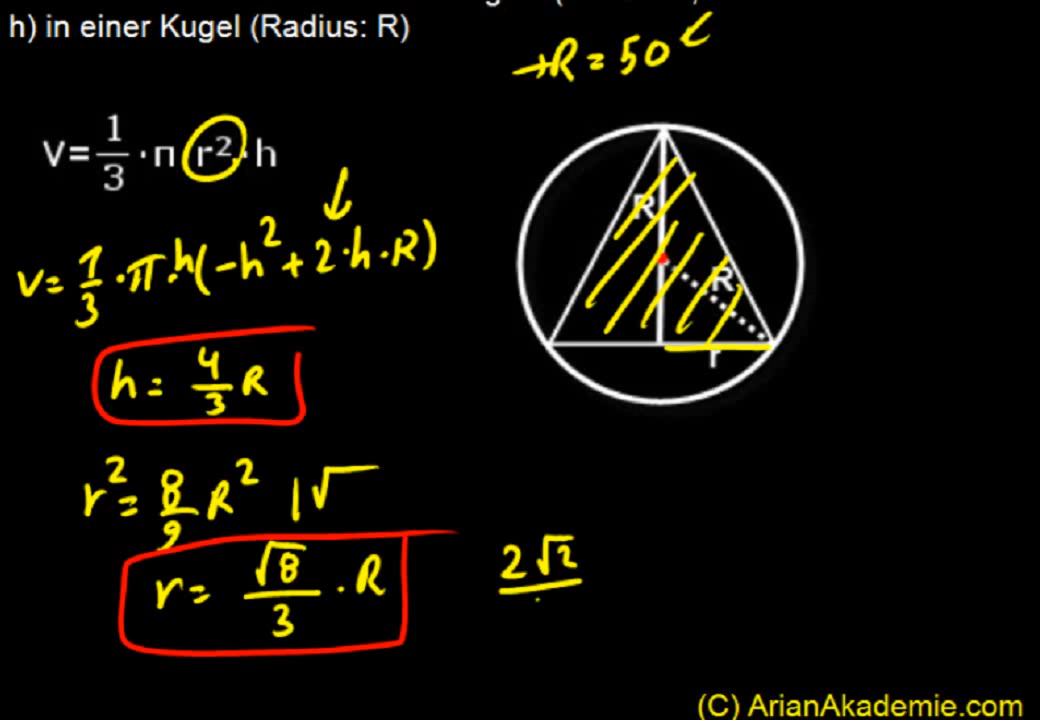 h) in einer Kugel (Radius: R)
→R = 50
V=1/3 · π r² · h
V = 1/3 · π · h(-h² + 2·h·R)
h = 4/3 R
r² = 8/9 R² |√
r = √8/3 · R
2√2
R
R
r
(C) ArianAkademie.com